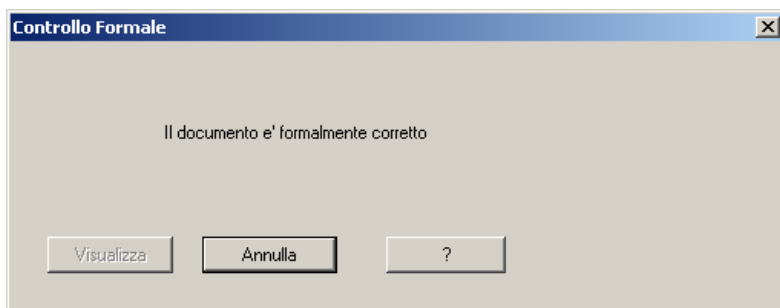 Controllo Formale
Il documento e' formalmente corretto
Visualizza Annulla ?